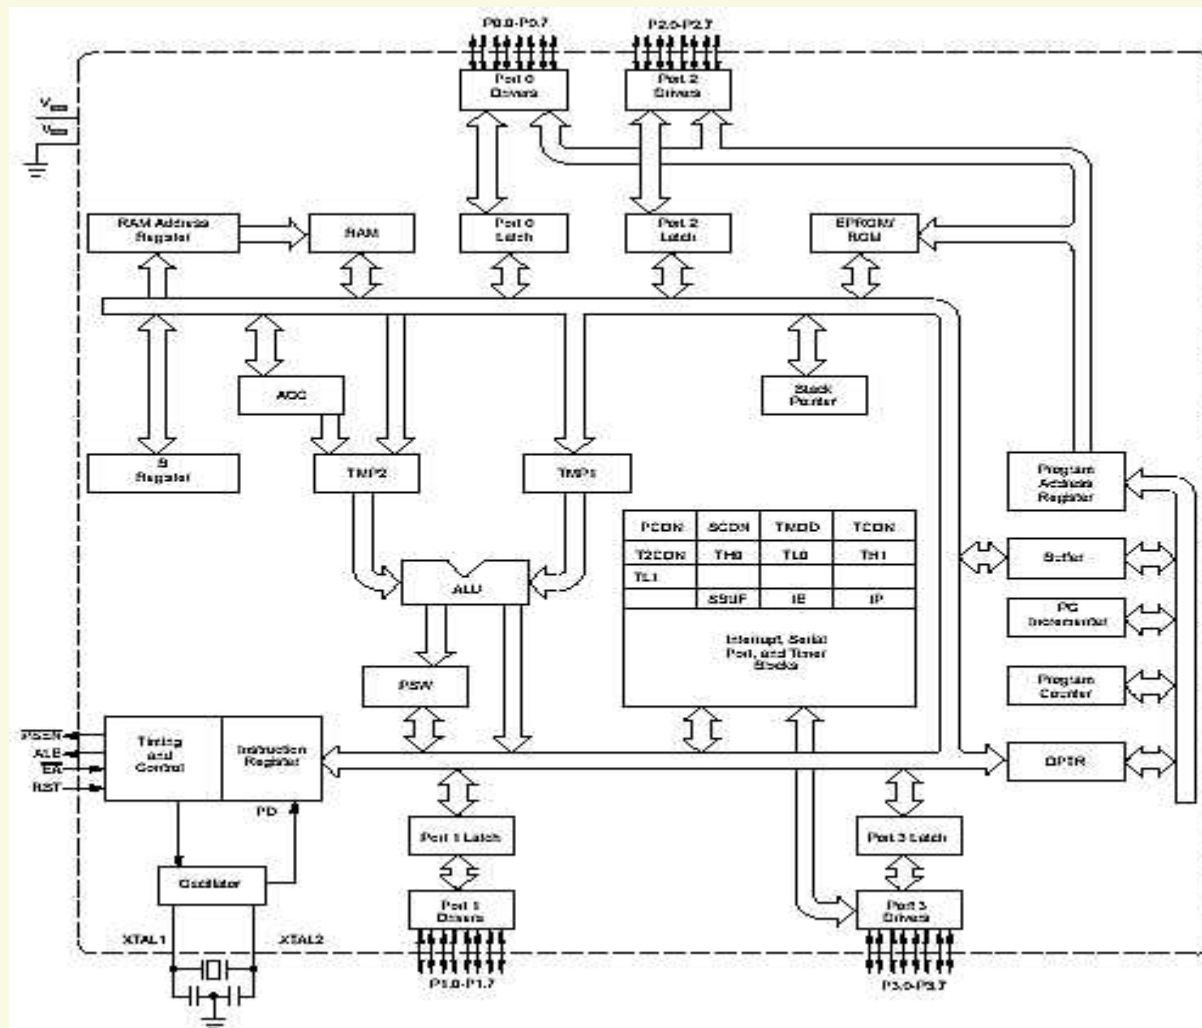 P0.0-P0.7
P2.0-P2.7
Port 0
Drivers
Port 2
Drivers
RAM Address
Register
RAM
Port 0
Latch
Port 2
Latch
EPROM/
ROM
ACC
Stack
Pointer
B
Register
TMP2
TMP1
Program
Address
Register
PCON SCON TMOD TCON
T2CON TH0 TL0 TH1
TL1
SBUF IE IP
Interrupt, Serial
Port, and Timer
Blocks
ALU
Buffer
PC
Incrementer
PSW
Program
Counter
PSEN
ALE
EA
RST
Timing
and
Control
Instruction
Register
DPTR
PD
Port 1 Latch
Port 3 Latch
Oscillator
Port 1
Drivers
Port 3
Drivers
XTAL1
XTAL2
P1.0-P1.7
P3.0-P3.7